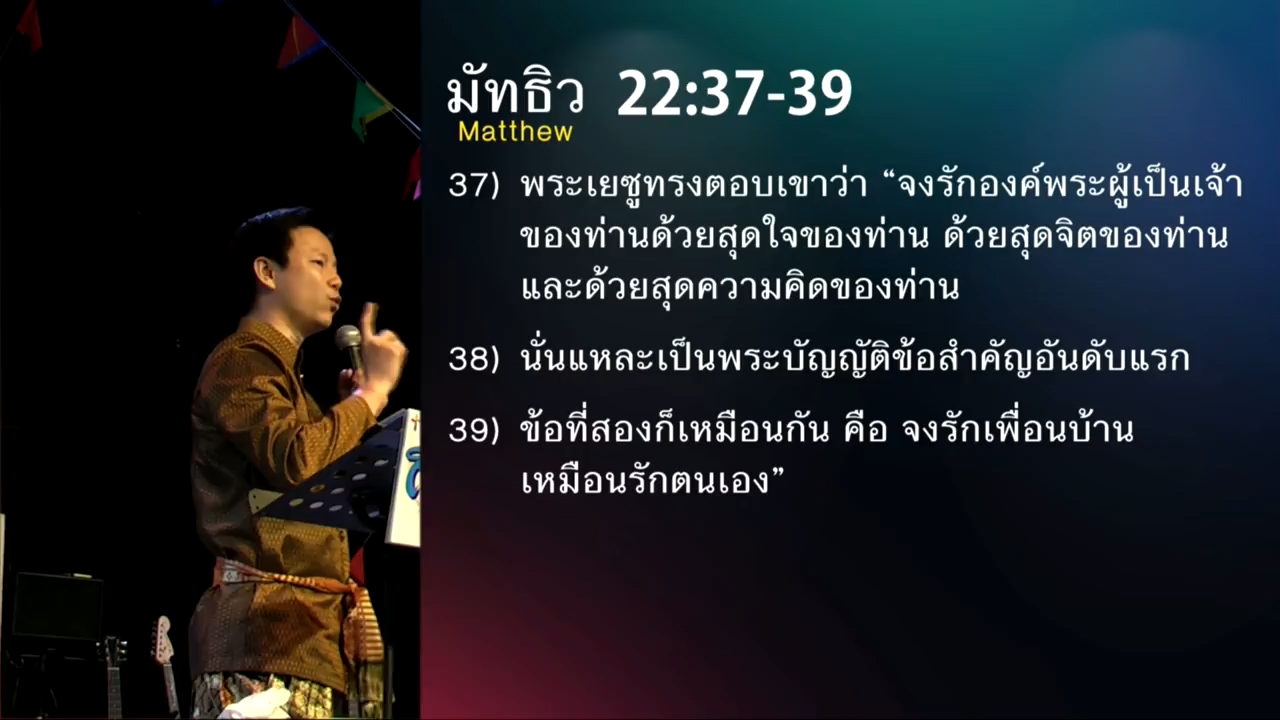 มัทธิว 22:37-39
Matthew
37) พระเยซูทรงตอบเขาว่า “จงรักองค์พระผู้เป็นเจ้า
ของท่านด้วยสุดใจของท่าน ด้วยสุดจิตของท่าน
และด้วยสุดความคิดของท่าน
38) นั่นแหละเป็นพระบัญญัติข้อสำคัญอันดับแรก
39) ข้อที่สองก็เหมือนกัน คือ จงรักเพื่อนบ้าน
เหมือนรักตนเอง”